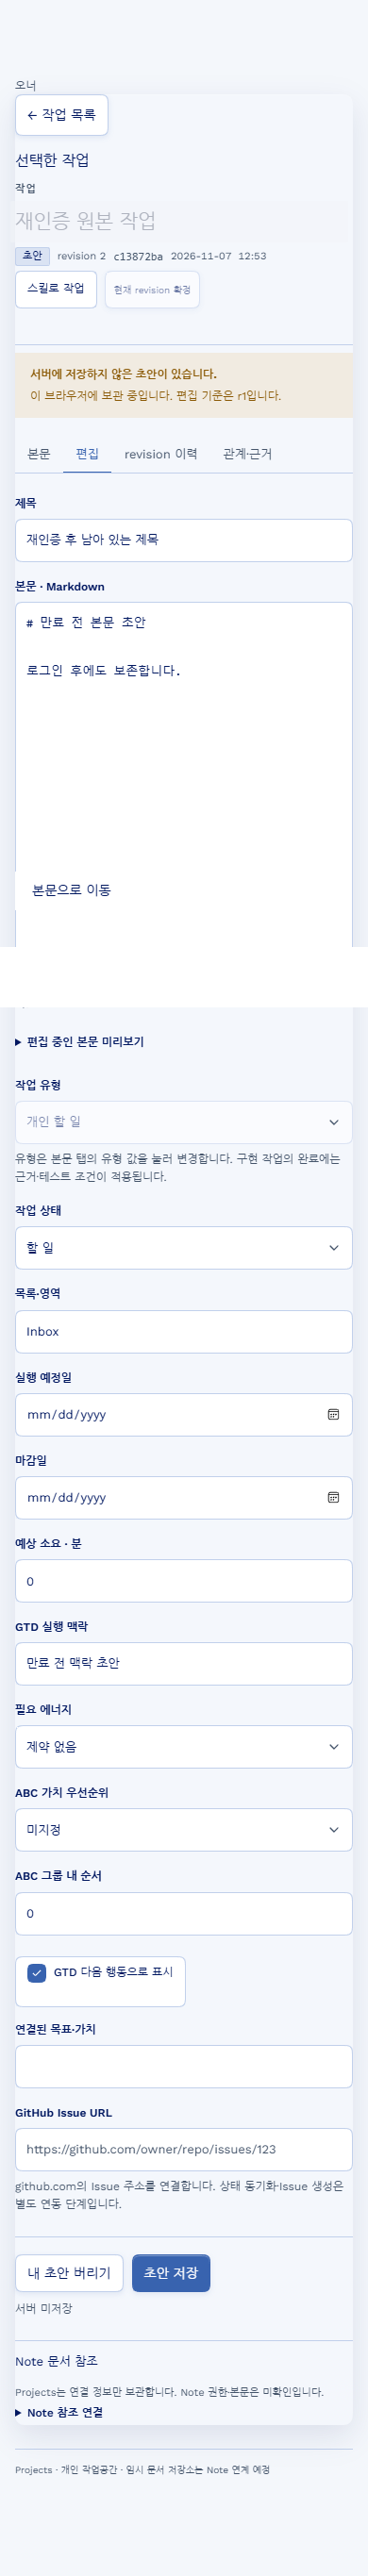 오너
← 작업 목록
선택한 작업
작업
재인증 원본 작업
초안 revision 2 c13872ba 2026-11-07 12:53
스킬로 작업 현재 revision 확정
서버에 저장하지 않은 초안이 있습니다.
이 브라우저에 보관 중입니다. 편집 기준은 r1입니다.
본문 편집 revision 이력 관계·근거
제목
재인증 후 남아 있는 제목
본문 · Markdown
# 만료 전 본문 초안
로그인 후에도 보존합니다.
본문으로 이동
▶ 편집 중인 본문 미리보기
작업 유형
개인 할 일
유형은 본문 탭의 유형 값을 눌러 변경합니다. 구현 작업의 완료에는
근거·테스트 조건이 적용됩니다.
작업 상태
할 일
목록·영역
Inbox
실행 예정일
mm/dd/yyyy
마감일
mm/dd/yyyy
예상 소요 · 분
0
GTD 실행 맥락
만료 전 맥락 초안
필요 에너지
제약 없음
ABC 가치 우선순위
미지정
ABC 그룹 내 순서
0
GTD 다음 행동으로 표시
연결된 목표·가치
GitHub Issue URL
https://github.com/owner/repo/issues/123
github.com의 Issue 주소를 연결합니다. 상태 동기화·Issue 생성은
별도 연동 단계입니다.
내 초안 버리기 초안 저장
서버 미저장
Note 문서 참조
Projects는 연결 정보만 보관합니다. Note 권한·본문은 미확인입니다.
▶ Note 참조 연결
Projects · 개인 작업공간 · 임시 문서 저장소는 Note 연계 예정